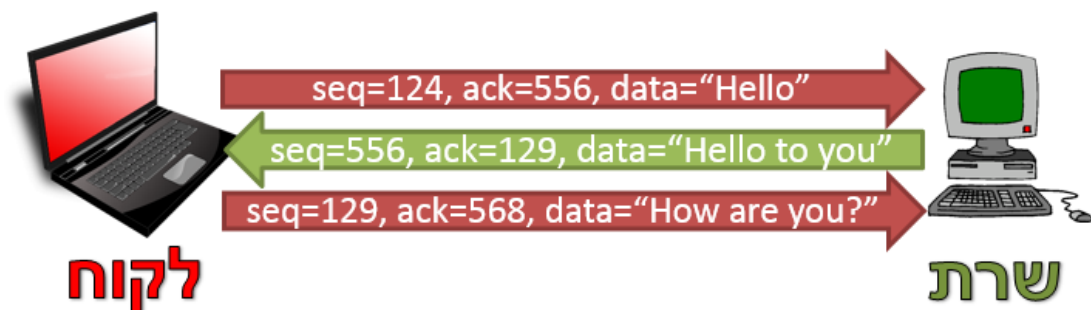 seq=124, ack=556, data=“Hello”
seq=556, ack=129, data=“Hello to you”
seq=129, ack=568, data=“How are you?”
לקוח
שרת